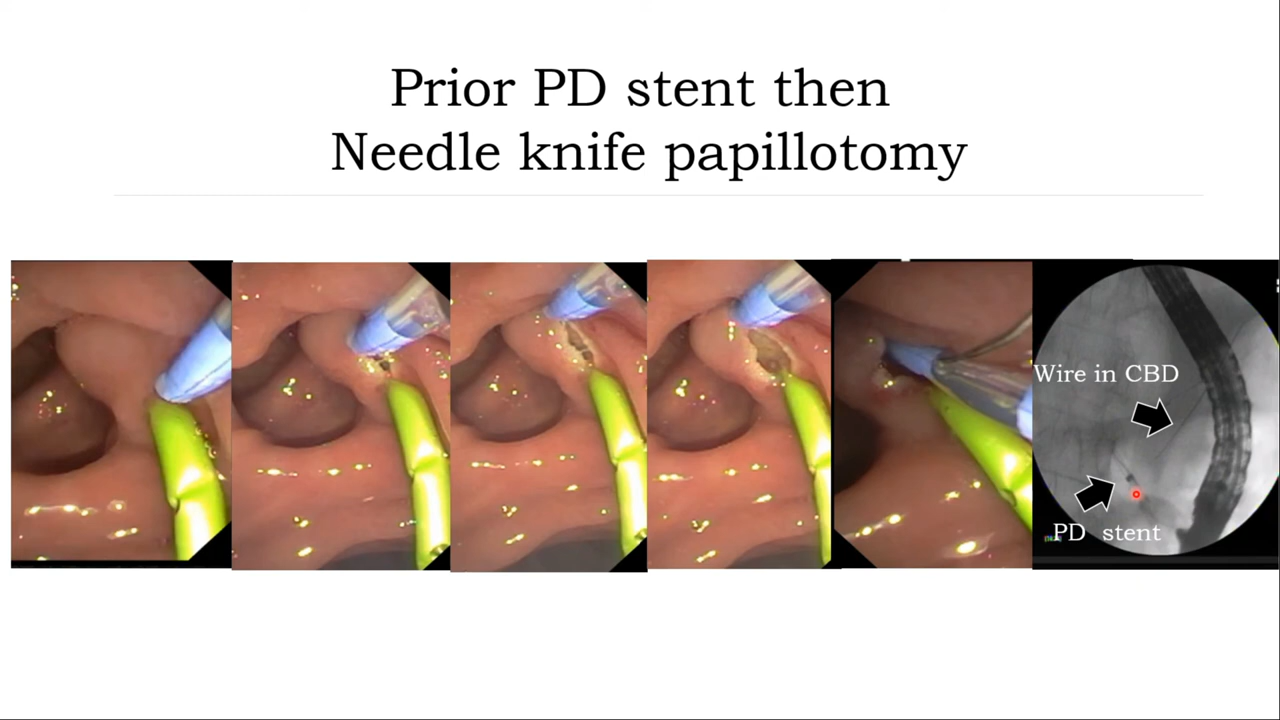 Prior PD stent then
Needle knife papillotomy
Wire in CBD
PD stent